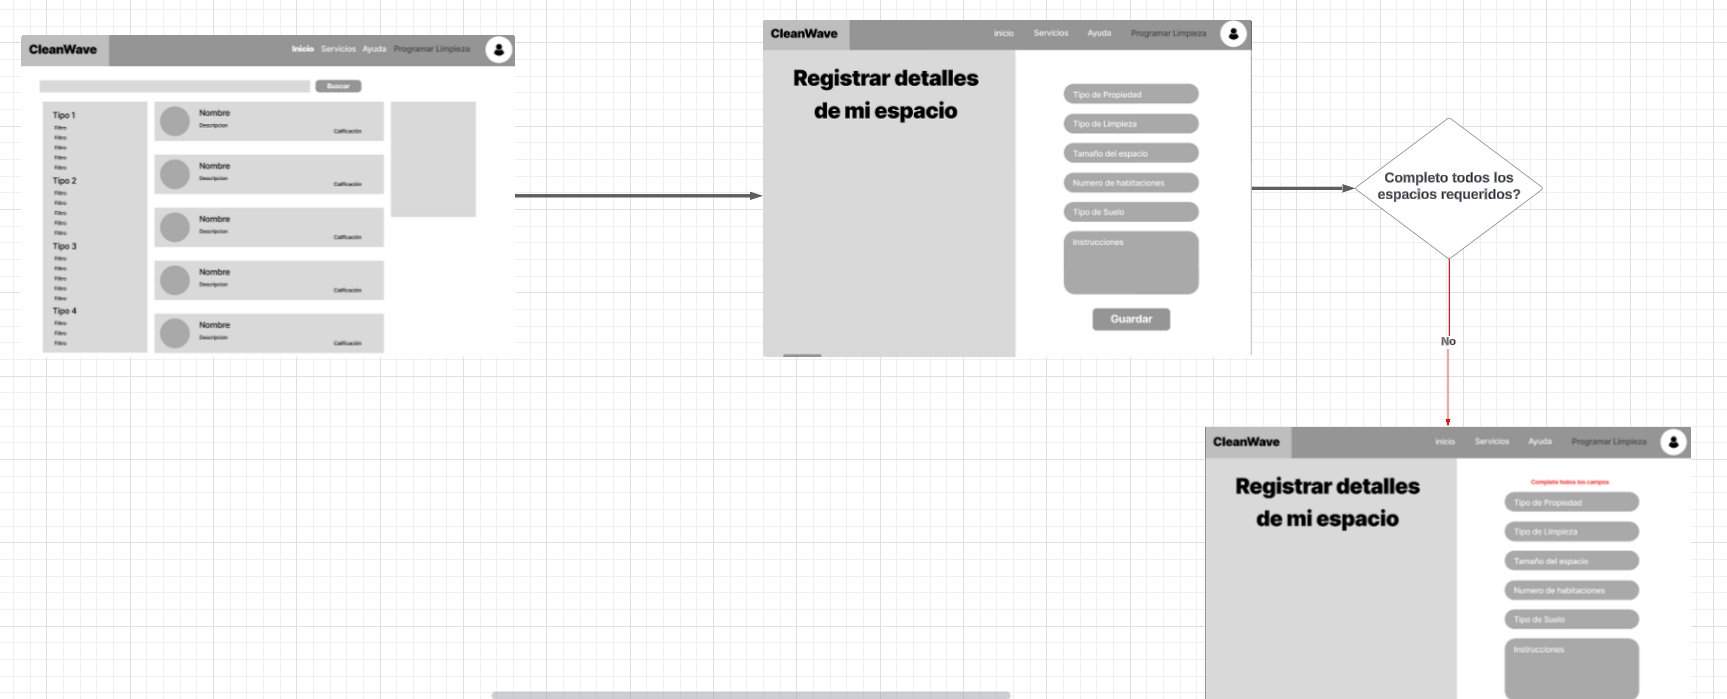 CleanWave
Inicio Servicios Ayuda Programar Limpieza
Buscar
Tipo 1
Filtro
Filtro
Filtro
Filtro
Filtro
Tipo 2
Filtro
Filtro
Filtro
Filtro
Filtro
Tipo 3
Filtro
Filtro
Filtro
Filtro
Filtro
Tipo 4
Filtro
Filtro
Filtro
Nombre
Descripcion
Calificación
Nombre
Descripcion
Calificación
Nombre
Descripcion
Calificación
Nombre
Descripcion
Calificación
Nombre
Descripcion
Calificación
CleanWave
inicio Servicios Ayuda Programar Limpieza
Registrar detalles
de mi espacio
Tipo de Propiedad
Tipo de Limpieza
Tamaño del espacio
Numero de habitaciones
Tipo de Suelo
Instrucciones
Guardar
Completo todos los
espacios requeridos?
No
CleanWave
inicio Servicios Ayuda Programar Limpieza
Registrar detalles
de mi espacio
Complete todos los campos
Tipo de Propiedad
Tipo de Limpieza
Tamaño del espacio
Numero de habitaciones
Tipo de Suelo
Instrucciones